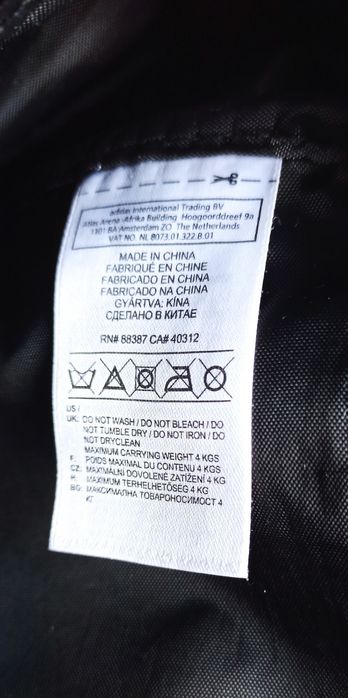 adidas International Trading BV
Atlas Arena -Afrika Building Hoogoorddreef 9a
1101 BA Amsterdam ZO The Netherlands
VAT NO. NL 8073.01.322.B.01
MADE IN CHINA
FABRIQUÉ EN CHINE
FABRICADO EN CHINA
FABRICADO NA CHINA
GYÁRTVA: KÍNA
СДЕЛАНО В КИТАЕ
RN# 88387 CA# 40312
US /
UK: DO NOT WASH / DO NOT BLEACH / DO
NOT TUMBLE DRY / DO NOT IRON / DO
NOT DRYCLEAN
MAXIMUM CARRYING WEIGHT 4 KGS
F: POIDS MAXIMAL DU CONTENU 4 KGS
CZ: MAXIMÁLNÍ DOVOLENÉ ZATÍŽENÍ 4 KG
H: MAXIMUM TERHELHETŐSÉG 4 KG
BG: МАКСИМАЛНА ТОВАРОНОСИМОСТ 4
КГ